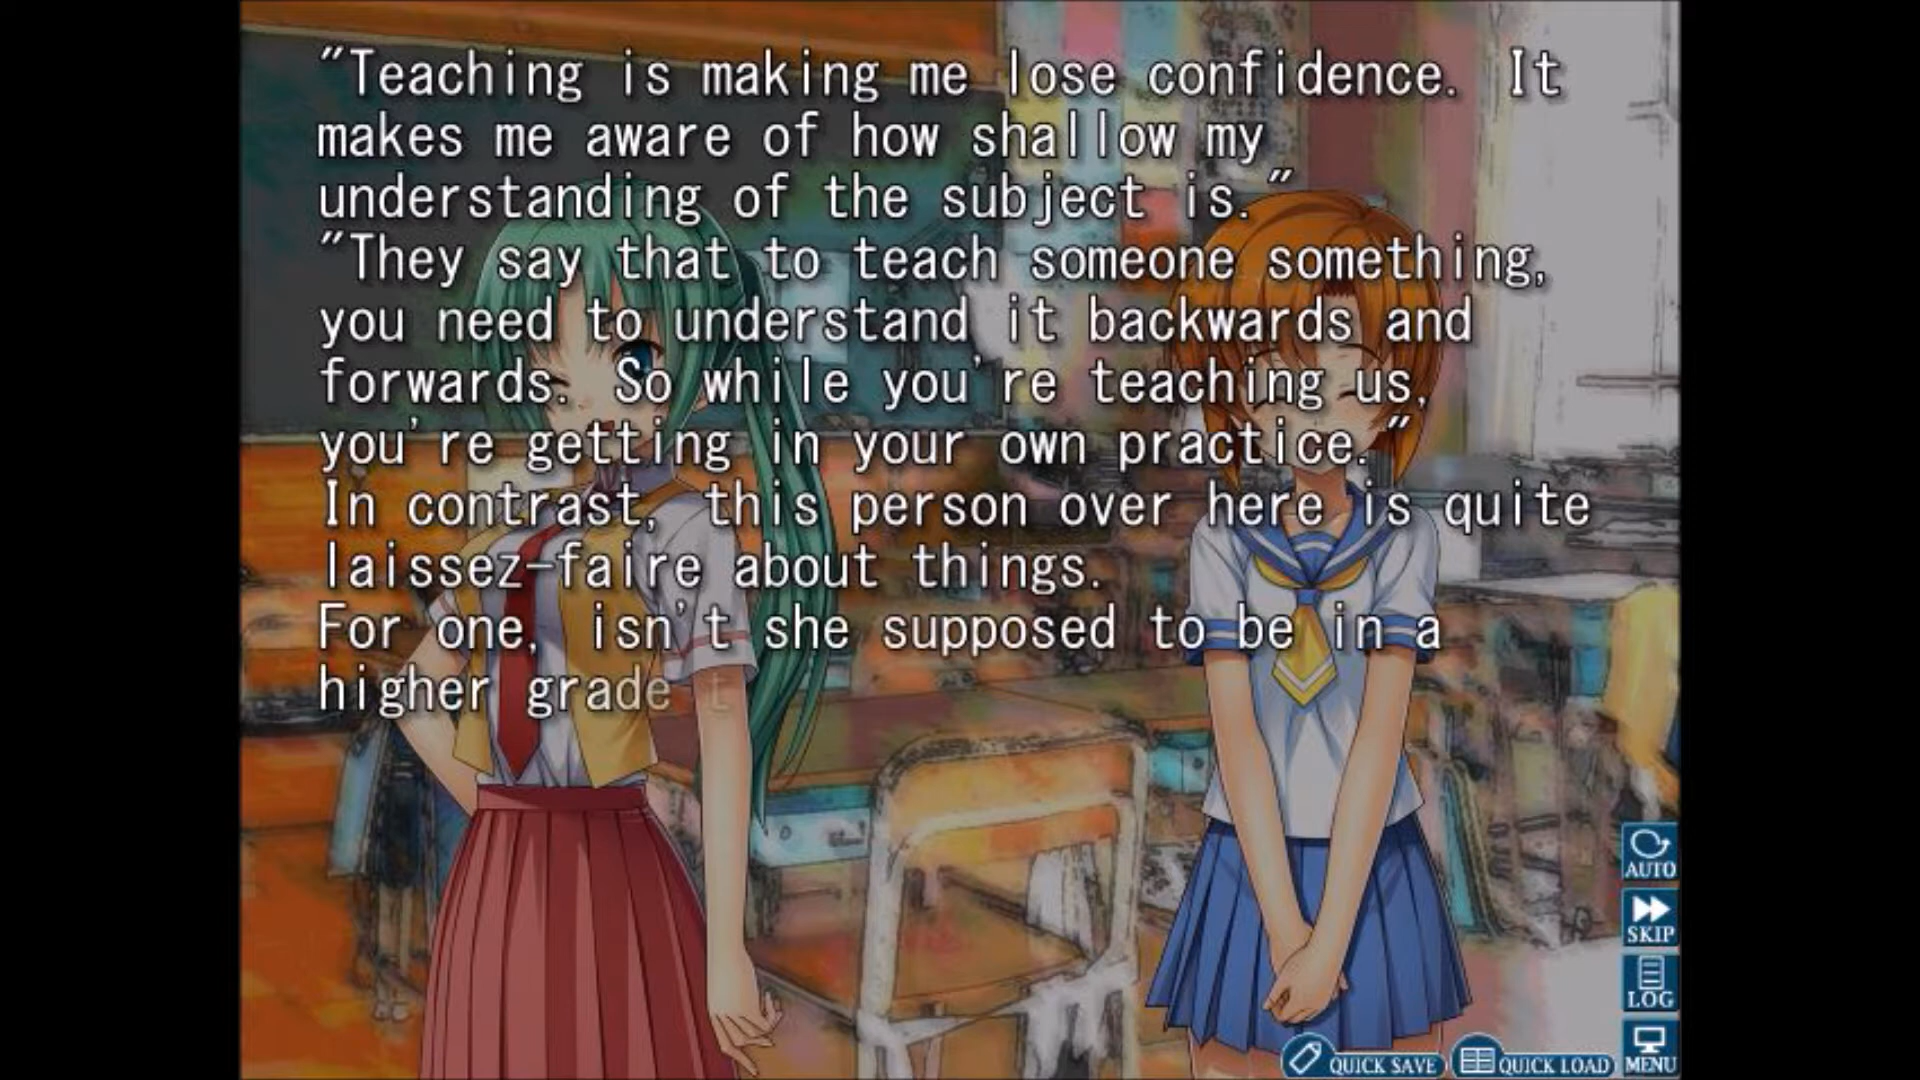 "Teaching is making me lose confidence. It
makes me aware of how shallow my
understanding of the subject is."
"They say that to teach someone something,
you need to understand it backwards and
forwards. So while you're teaching us,
you're getting in your own practice."
In contrast, this person over here is quite
laissez-faire about things.
For one, isn't she supposed to be in a
higher grade t
AUTO
SKIP
LOG
MENU
QUICK SAVE
QUICK LOAD